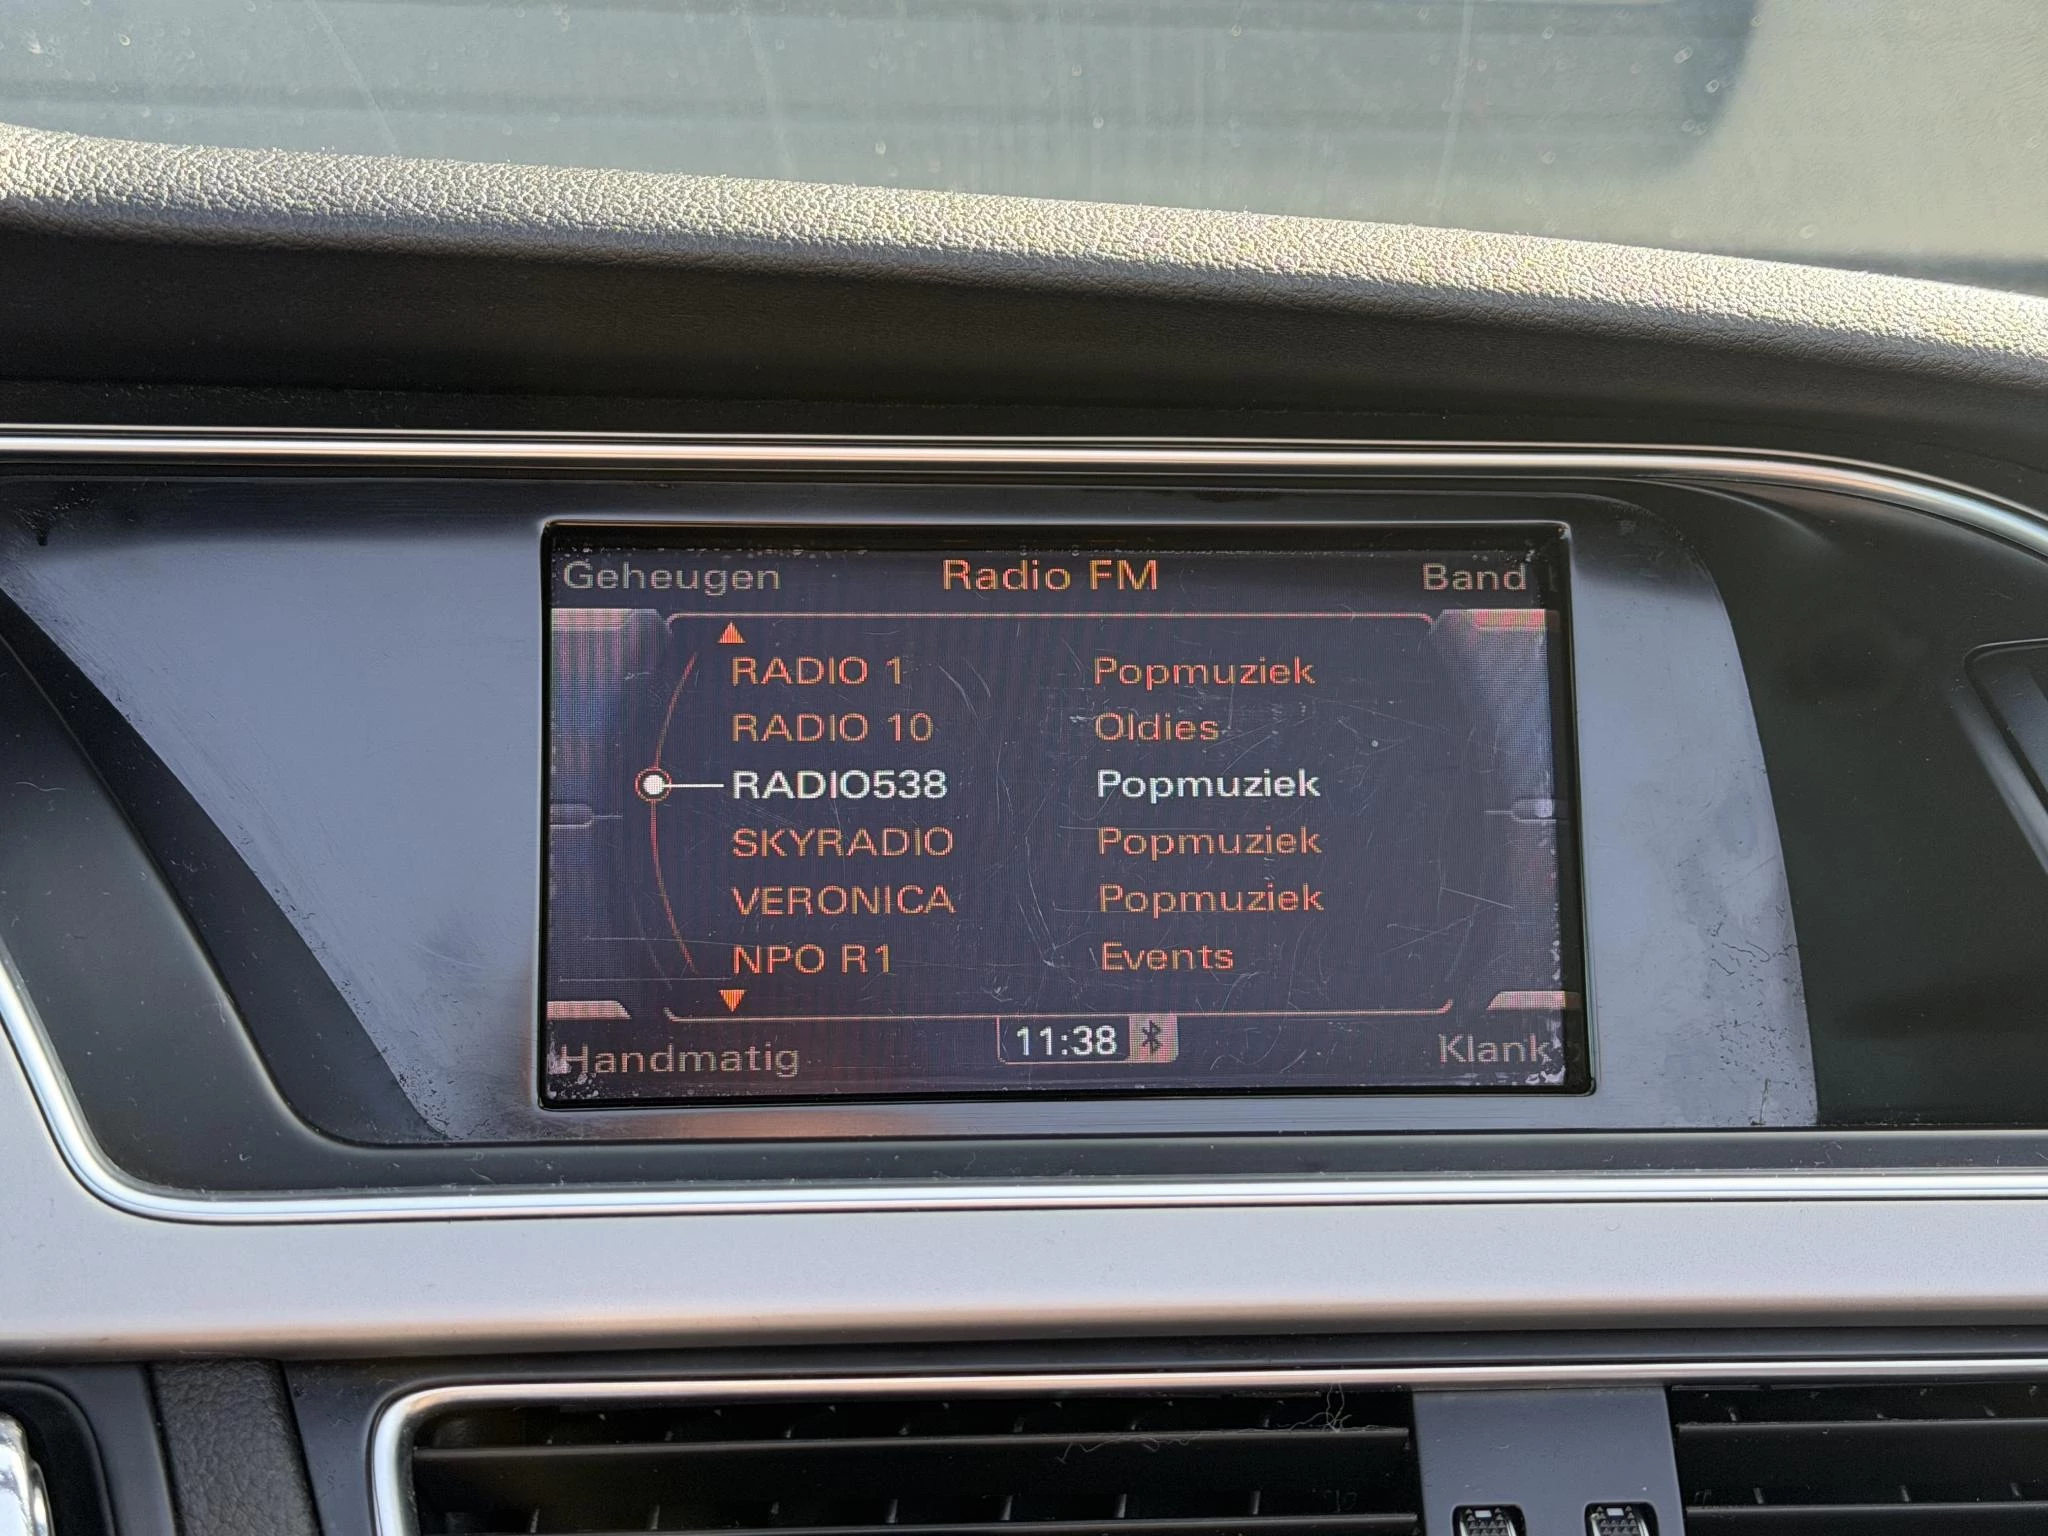 Geheugen Radio FM Band
RADIO 1 Popmuziek
RADIO 10 Oldies
RADIO538 Popmuziek
SKYRADIO Popmuziek
VERONICA Popmuziek
NPO R1 Events
Handmatig 11:38 Klank